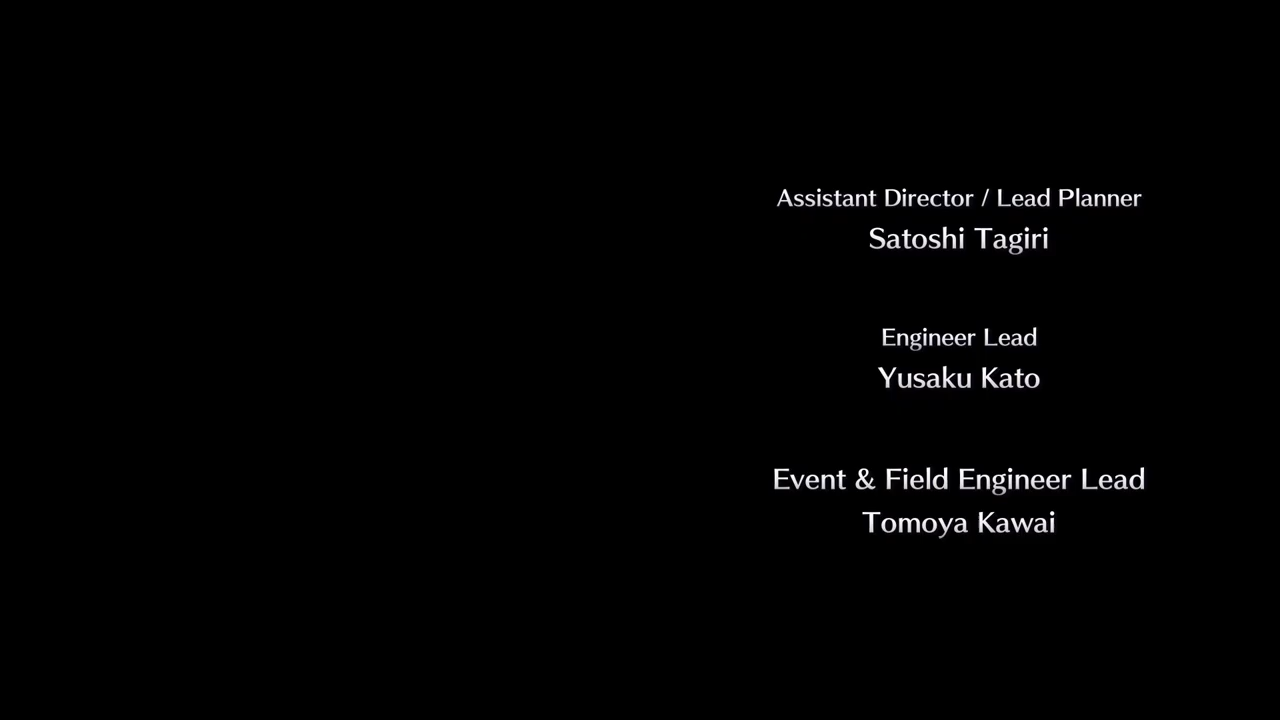 Assistant Director / Lead Planner
Satoshi Tagiri
Engineer Lead
Yusaku Kato
Event & Field Engineer Lead
Tomoya Kawai